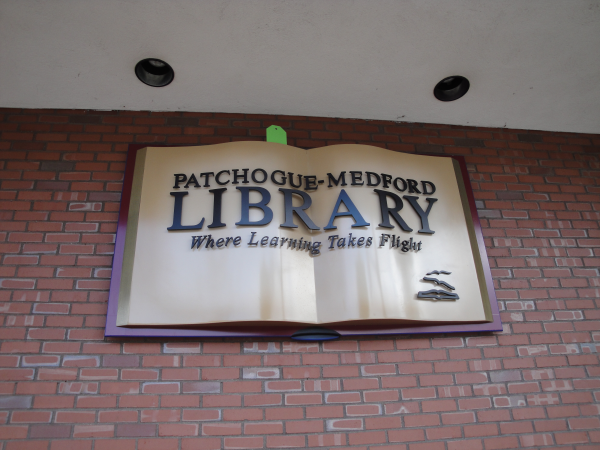 PATCHOGUE-MEDFORD
LIBRARY
Where Learning Takes Flight